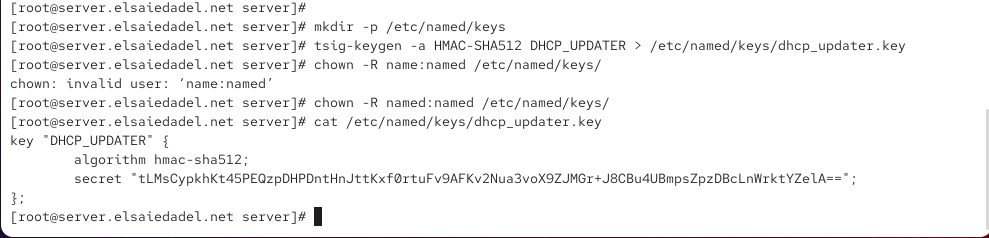 [root@server.elsaiedadel.net server]#
[root@server.elsaiedadel.net server]# mkdir -p /etc/named/keys
[root@server.elsaiedadel.net server]# tsig-keygen -a HMAC-SHA512 DHCP_UPDATER > /etc/named/keys/dhcp_updater.key
[root@server.elsaiedadel.net server]# chown -R name:named /etc/named/keys/
chown: invalid user: ‘name:named’
[root@server.elsaiedadel.net server]# chown -R named:named /etc/named/keys/
[root@server.elsaiedadel.net server]# cat /etc/named/keys/dhcp_updater.key
key "DHCP_UPDATER" {
        algorithm hmac-sha512;
        secret "tLMsCypkhKt45PEQzpDHPDntHnJttKxf0rtuFv9AFKv2Nua3voX9ZJMGr+J8CBu4UBmpsZpzDBcLnWrktYZelA==";
};
[root@server.elsaiedadel.net server]#